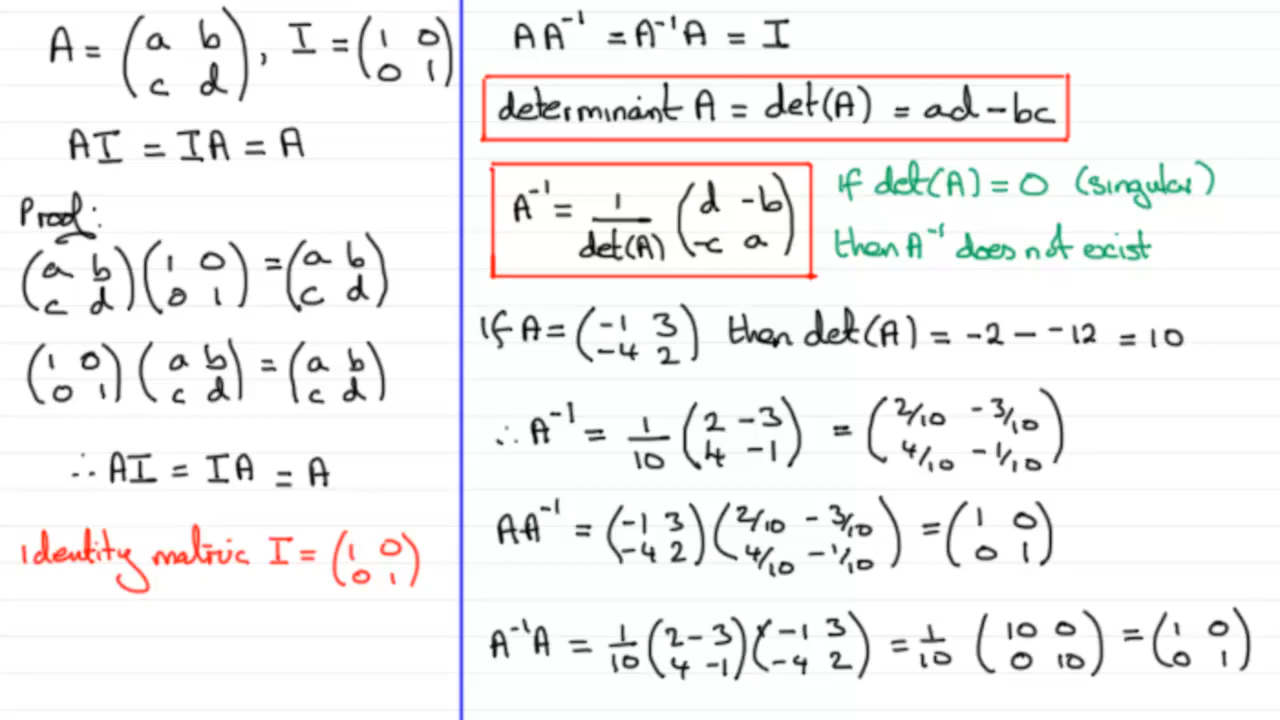 A = (a b / c d), I = (1 0 / 0 1)
AI = IA = A
Proof:
(a b / c d)(1 0 / 0 1) = (a b / c d)
(1 0 / 0 1)(a b / c d) = (a b / c d)
∴ AI = IA = A
Identity matric I = (1 0 / 0 1)
AA⁻¹ = A⁻¹A = I
determinant A = det(A) = ad - bc
A⁻¹ = 1/det(A) (d -b / -c a)
If det(A) = 0 (singular)
then A⁻¹ does not exist
If A = (-1 3 / -4 2) then det(A) = -2 - -12 = 10
∴ A⁻¹ = 1/10 (2 -3 / 4 -1) = (2/10 -3/10 / 4/10 -1/10)
AA⁻¹ = (-1 3 / -4 2)(2/10 -3/10 / 4/10 -1/10) = (1 0 / 0 1)
A⁻¹A = 1/10 (2 -3 / 4 -1)(-1 3 / -4 2) = 1/10 (10 0 / 0 10) = (1 0 / 0 1)